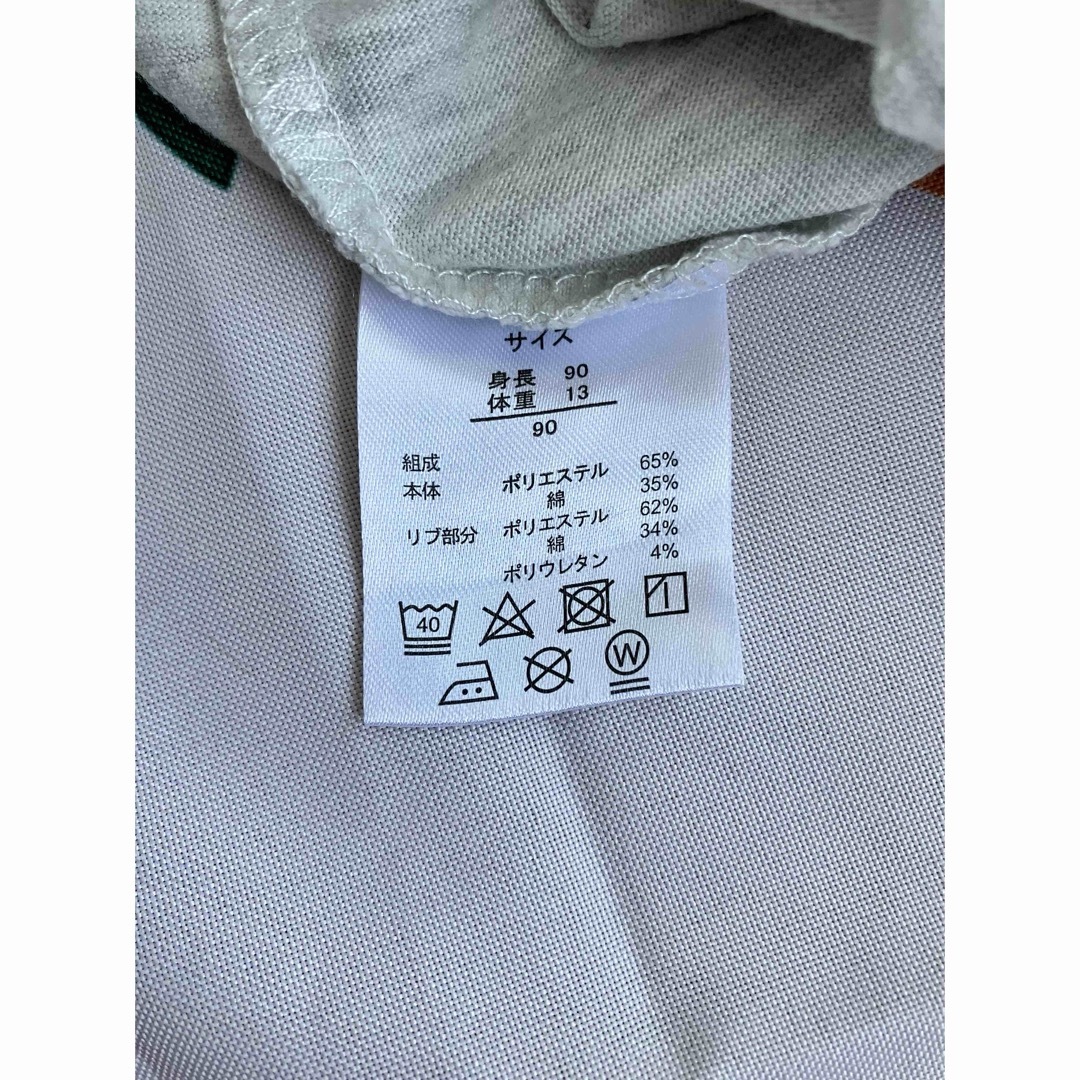 サイズ
身長 90
体重 13
90
組成
本体 ポリエステル 65%
綿 35%
リブ部分 ポリエステル 62%
綿 34%
ポリウレタン 4%
40
W